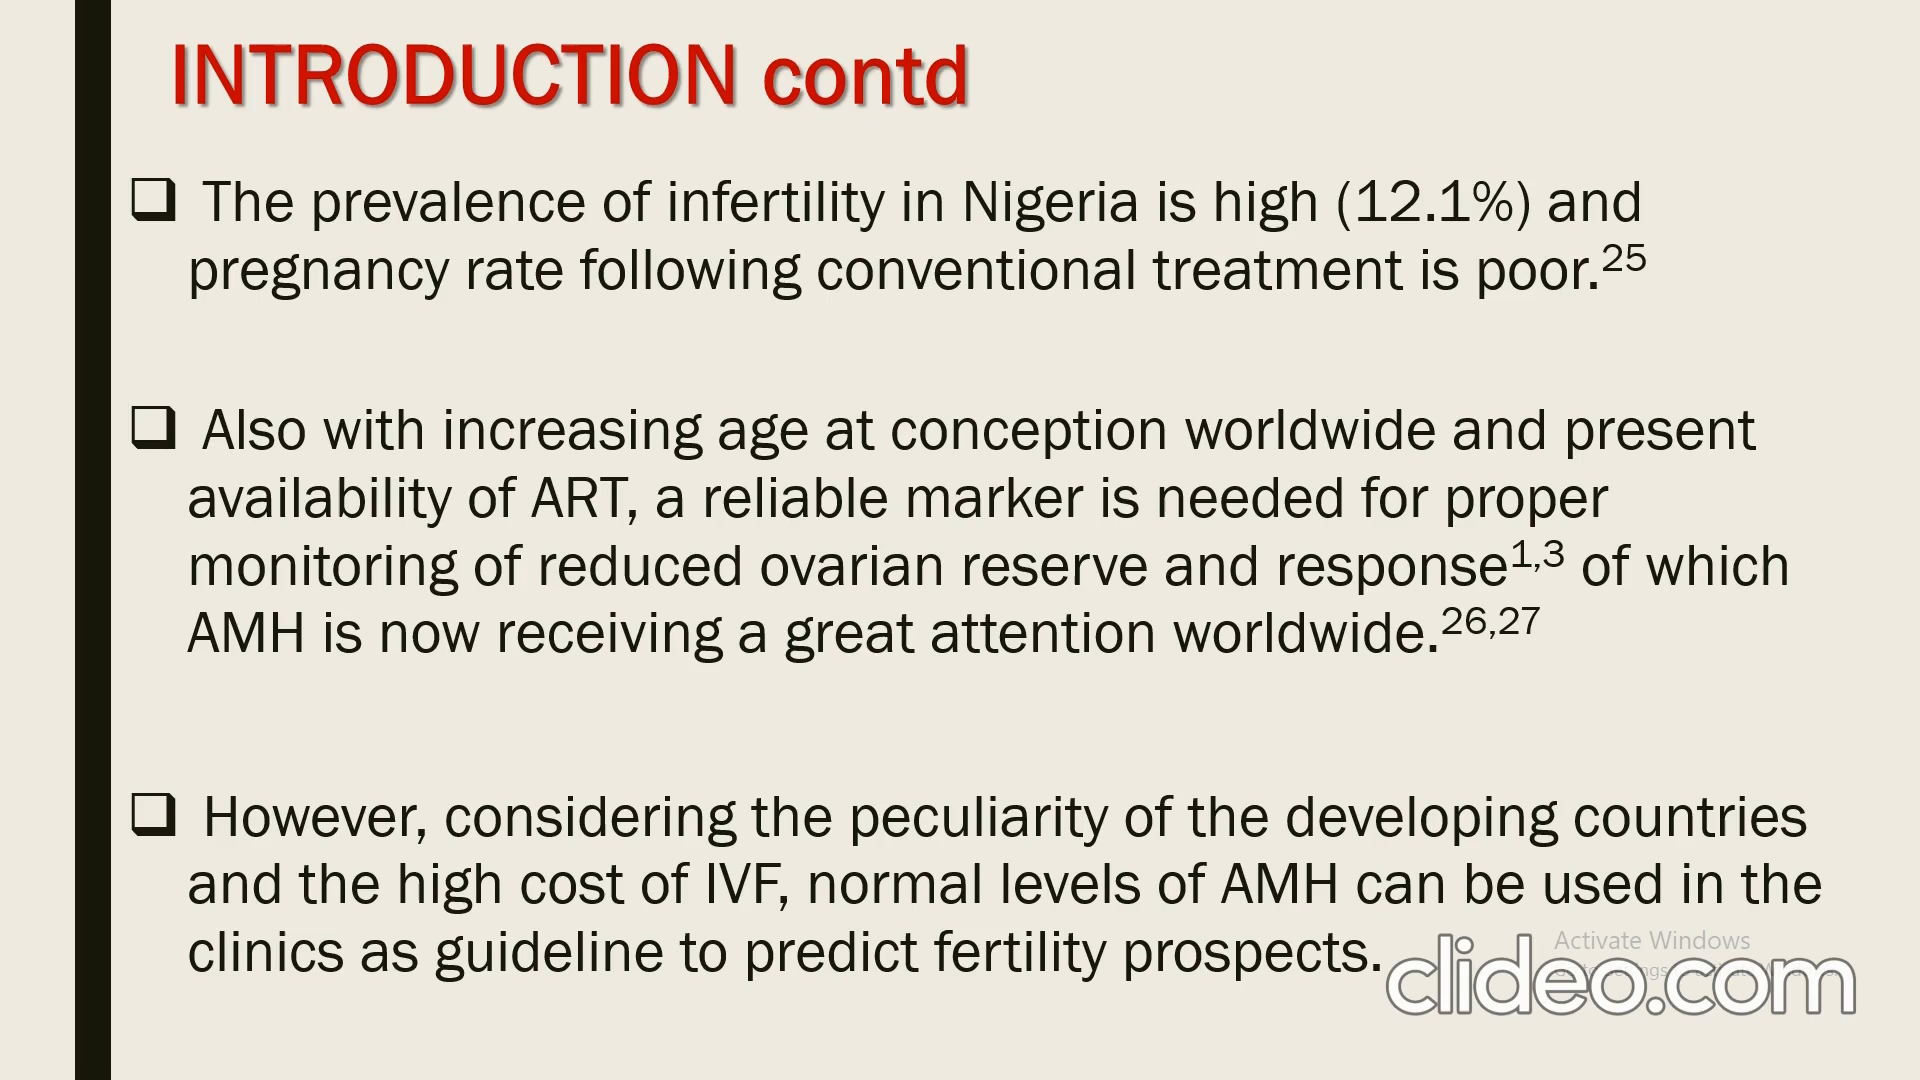 INTRODUCTION contd
❑ The prevalence of infertility in Nigeria is high (12.1%) and
pregnancy rate following conventional treatment is poor.25
❑ Also with increasing age at conception worldwide and present
availability of ART, a reliable marker is needed for proper
monitoring of reduced ovarian reserve and response1,3 of which
AMH is now receiving a great attention worldwide.26,27
❑ However, considering the peculiarity of the developing countries
and the high cost of IVF, normal levels of AMH can be used in the
clinics as guideline to predict fertility prospects.
Activate Windows
clideo.com